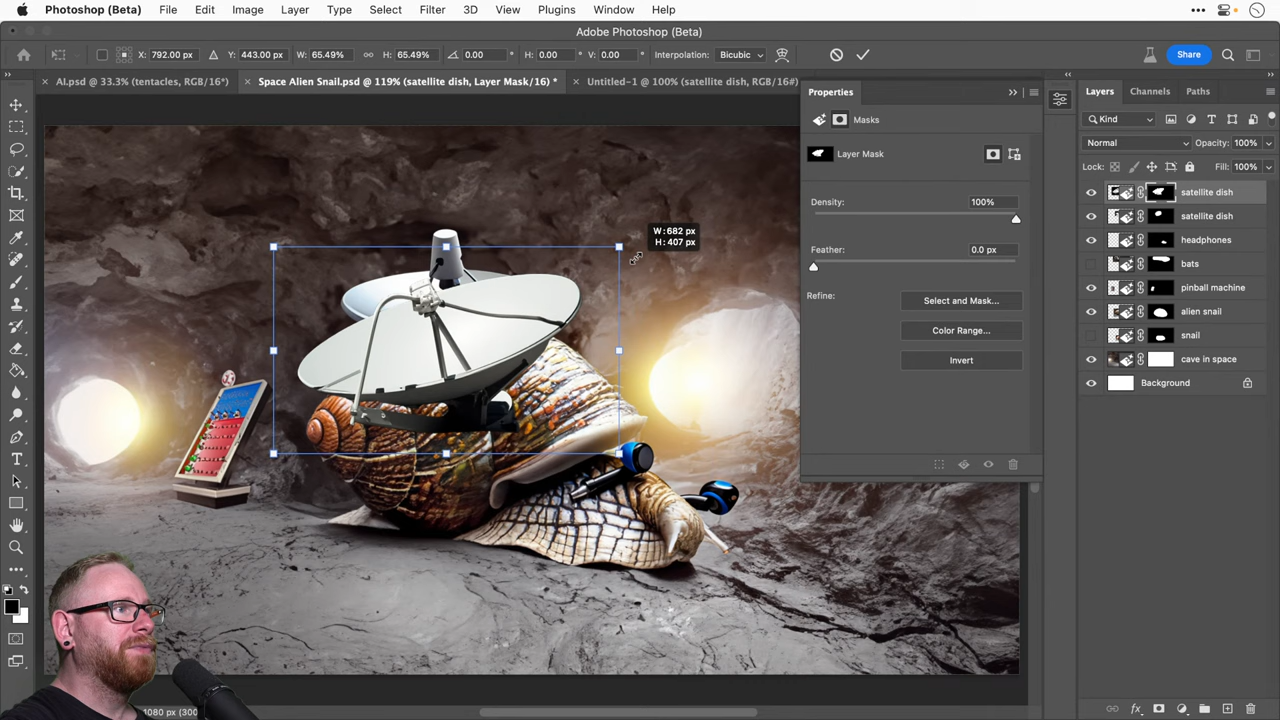 Photoshop (Beta) File Edit Image Layer Type Select Filter 3D View Plugins Window Help
Adobe Photoshop (Beta)
X: 792.00 px Y: 443.00 px W: 65.49% H: 65.49% 0.00 ° H: 0.00 ° V: 0.00 ° Interpolation: Bicubic Share
AI.psd @ 33.3% (tentacles, RGB/16*) Space Alien Snail.psd @ 119% (satellite dish, Layer Mask/16) * Untitled-1 @ 100% (satellite dish, RGB/16#)
Properties
Masks
Layer Mask
Density: 100%
Feather: 0.0 px
Refine: Select and Mask...
Color Range...
Invert
W: 682 px
H: 407 px
Layers Channels Paths
Kind
Normal Opacity: 100%
Lock: Fill: 100%
satellite dish
satellite dish
headphones
bats
pinball machine
alien snail
snail
cave in space
Background
fx